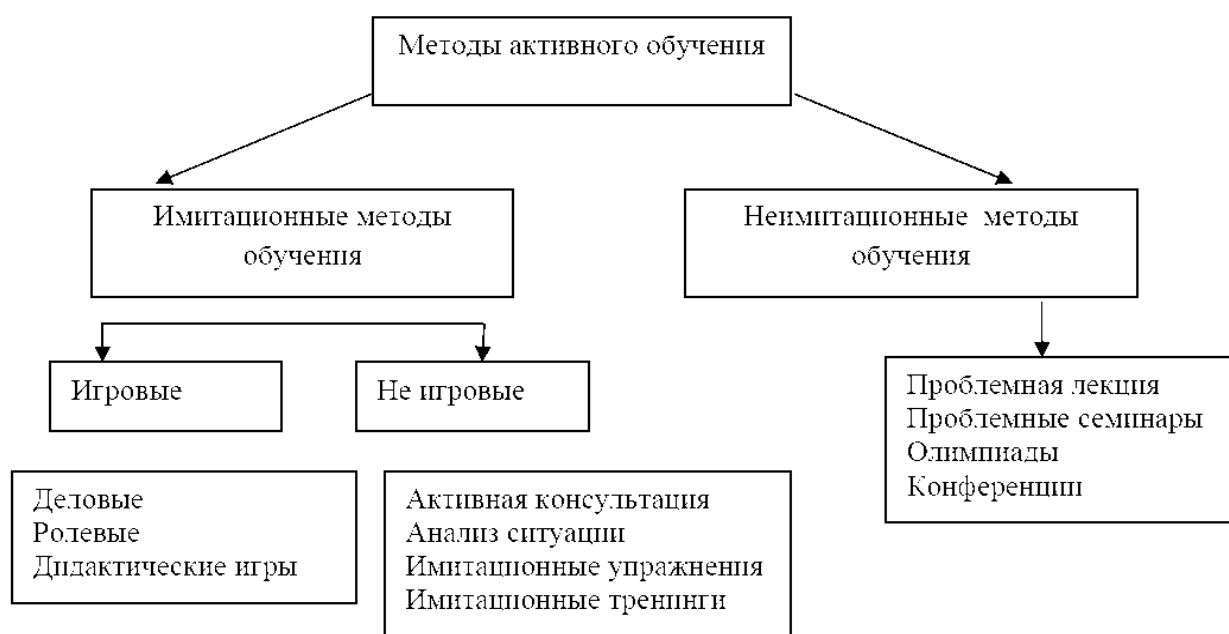 Методы активного обучения
Имитационные методы
обучения
Неимитационные методы
обучения
Игровые
Не игровые
Проблемная лекция
Проблемные семинары
Олимпиады
Конференции
Деловые
Ролевые
Дидактические игры
Активная консультация
Анализ ситуации
Имитационные упражнения
Имитационные тренинги